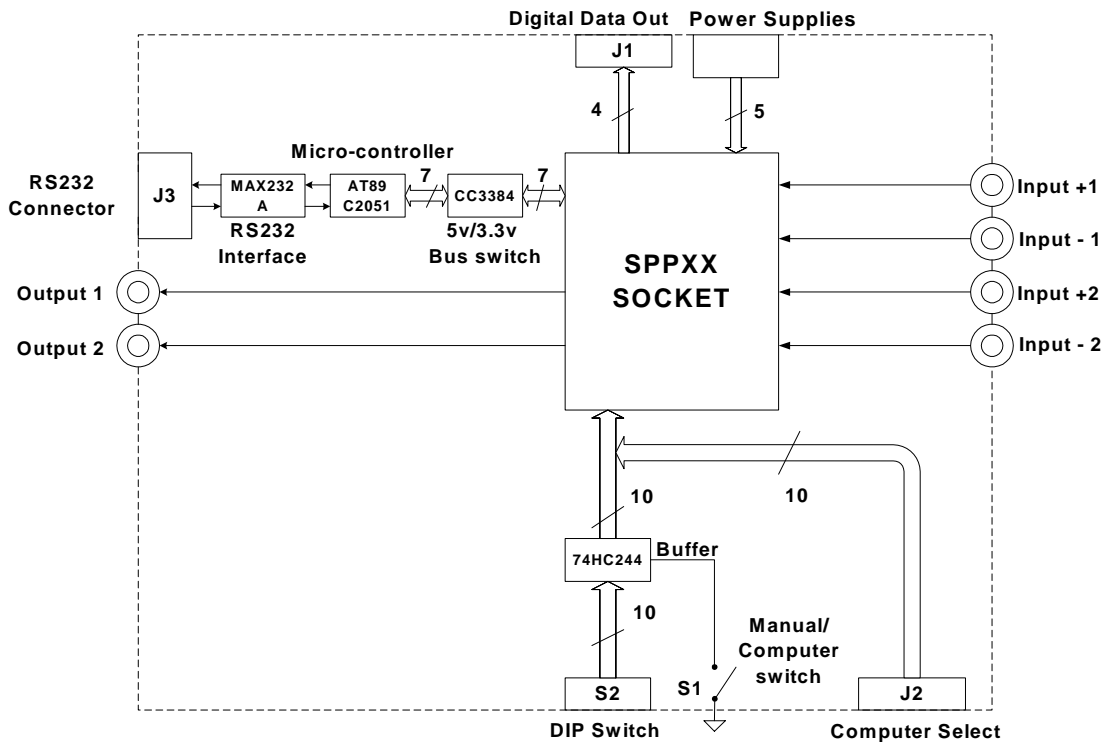 Digital Data Out
Power Supplies
J1
4
5
Micro-controller
RS232
Connector
J3
MAX232
A
AT89
C2051
7
CC3384
7
RS232
Interface
5v/3.3v
Bus switch
SPPXX
SOCKET
Input +1
Input - 1
Input +2
Input - 2
Output 1
Output 2
10
10
74HC244
Buffer
10
Manual/
Computer
switch
S1
S2
J2
DIP Switch
Computer Select